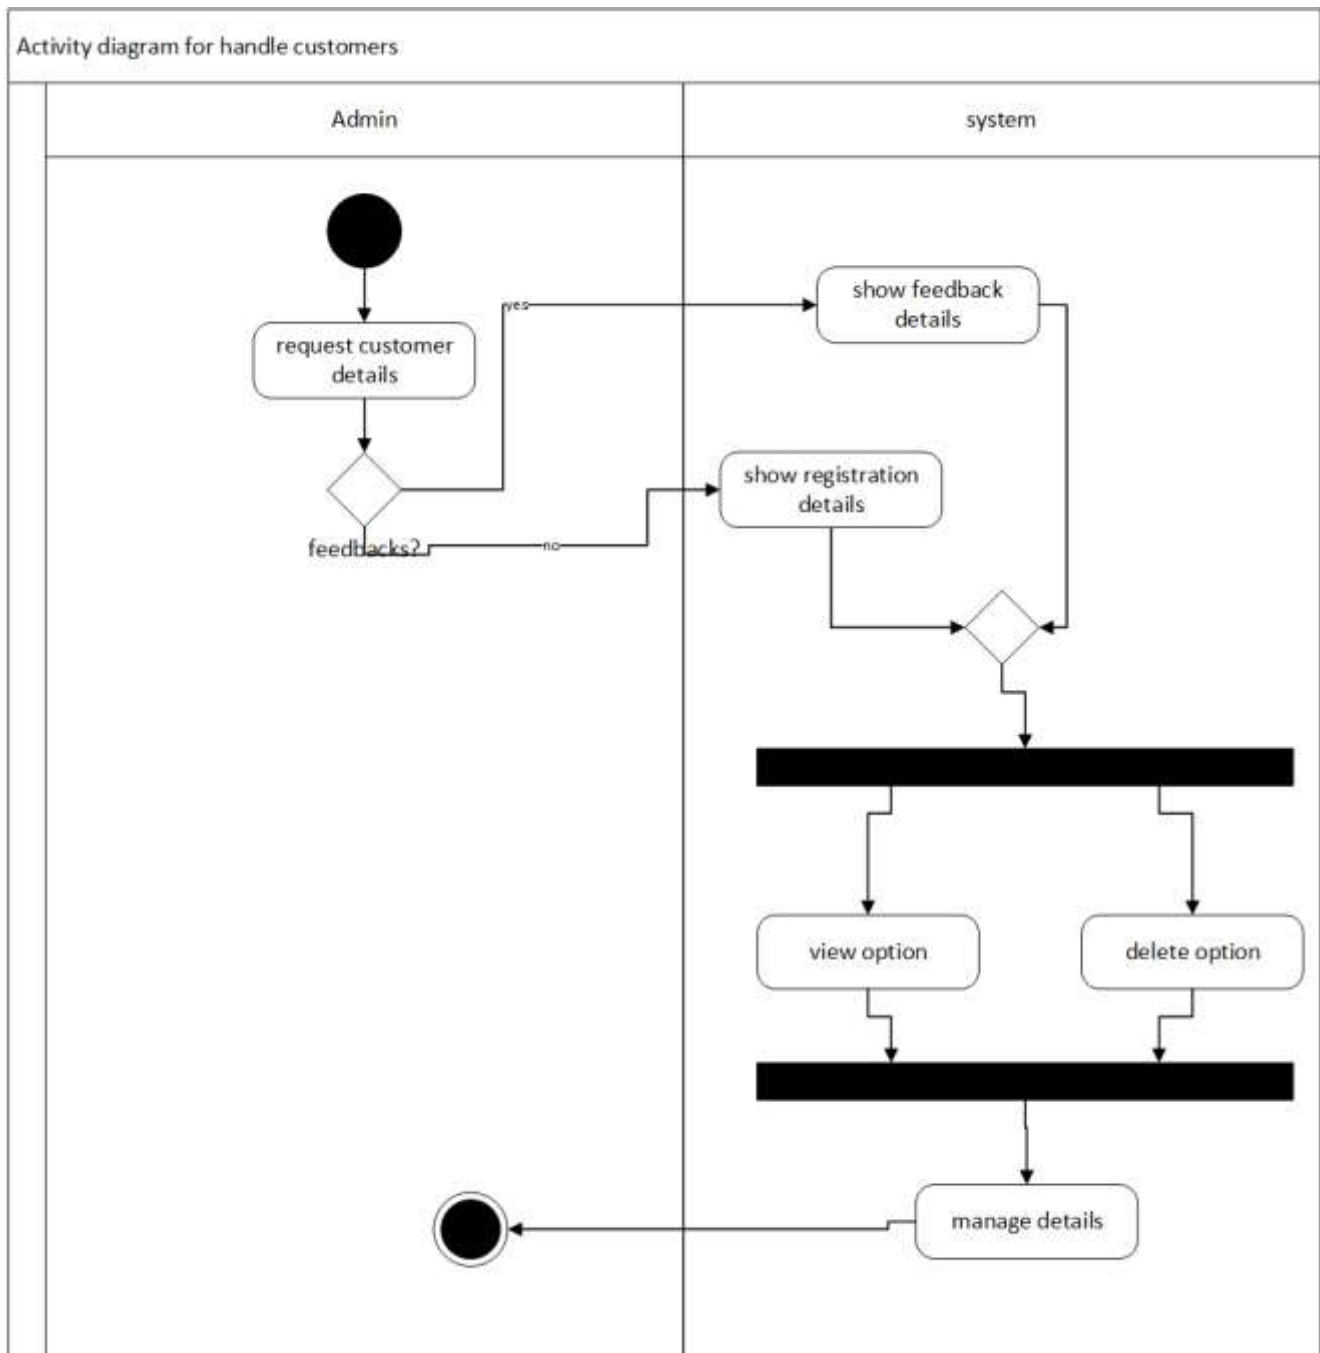 Activity diagram for handle customers
Admin
system
show feedback
details
yes
request customer
details
show registration
details
feedbacks?
no
view option
delete option
manage details